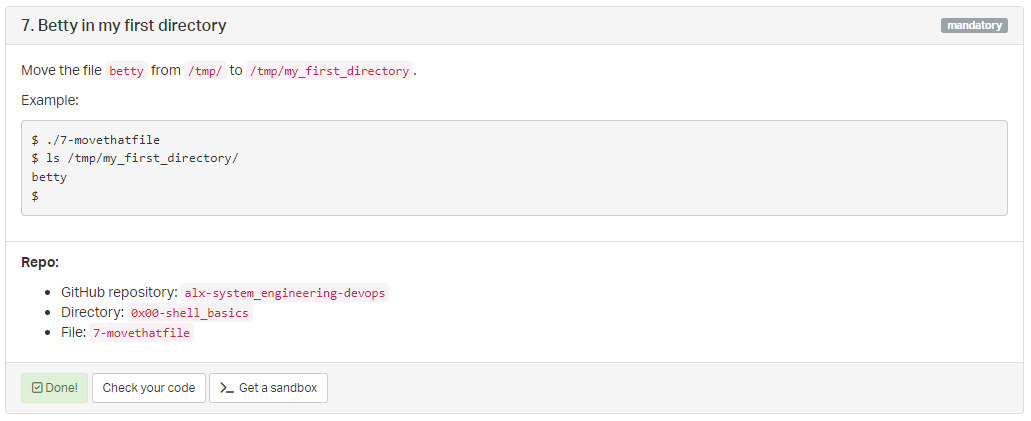 7. Betty in my first directory
mandatory
Move the file betty from /tmp/ to /tmp/my_first_directory.
Example:
$ ./7-movethatfile
$ ls /tmp/my_first_directory/
betty
$
Repo:
• GitHub repository: alx-system_engineering-devops
• Directory: 0x00-shell_basics
• File: 7-movethatfile
Done! Check your code >_ Get a sandbox